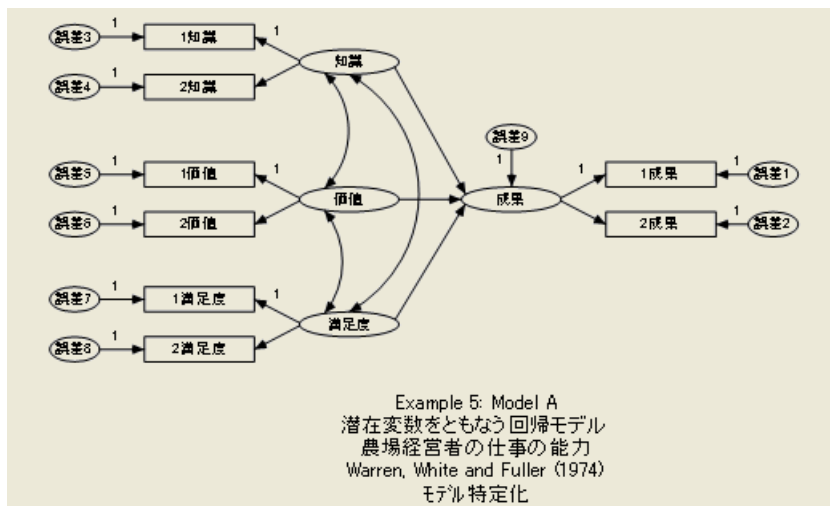 誤差3
1
1知識
1
誤差4
1
2知識
知識
誤差5
1
1価値
1
誤差6
1
2価値
価値
誤差7
1
1満足度
1
誤差8
1
2満足度
満足度
誤差9
1
成果
1
1成果
1
誤差1
2成果
1
誤差2
Example 5: Model A
潜在変数をともなう回帰モデル
農場経営者の仕事の能力
Warren, White and Fuller (1974)
モデル特定化